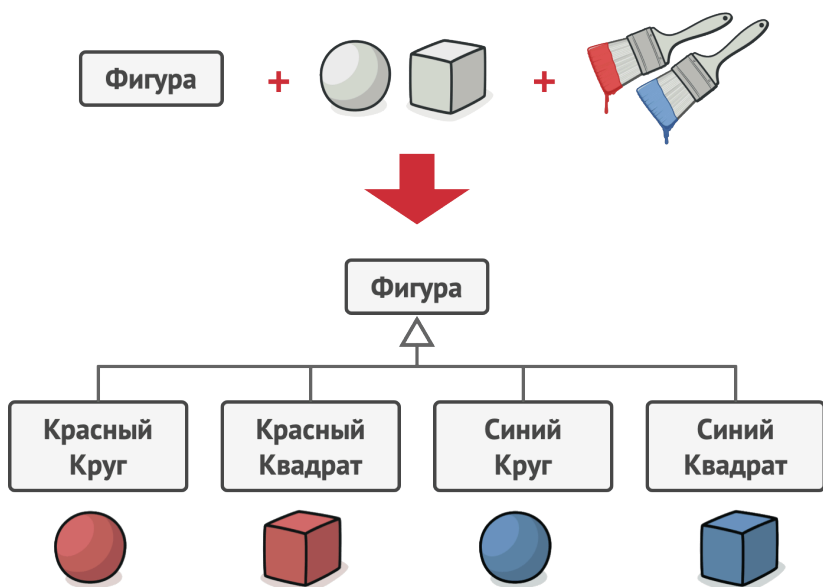 Фигура
+
+
Фигура
Красный
Круг
Красный
Квадрат
Синий
Круг
Синий
Квадрат